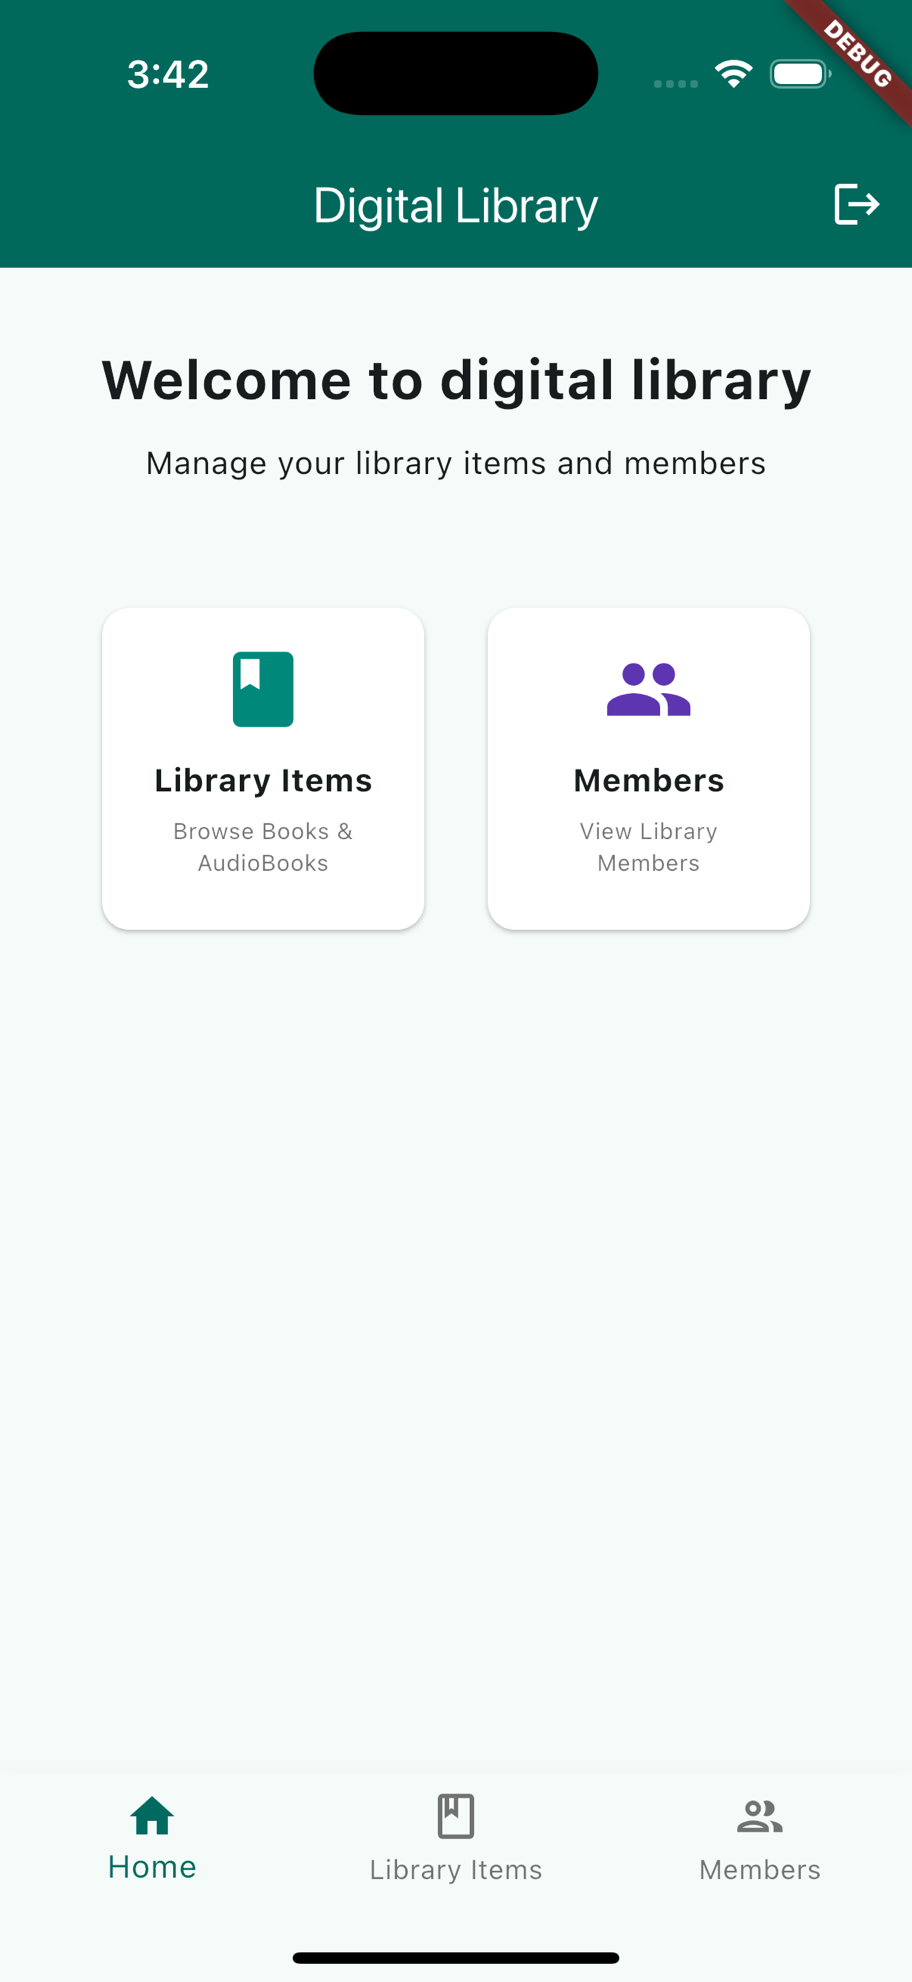 3:42
DEBUG
Digital Library
Welcome to digital library
Manage your library items and members
Library Items
Browse Books &
AudioBooks
Members
View Library
Members
Home
Library Items
Members